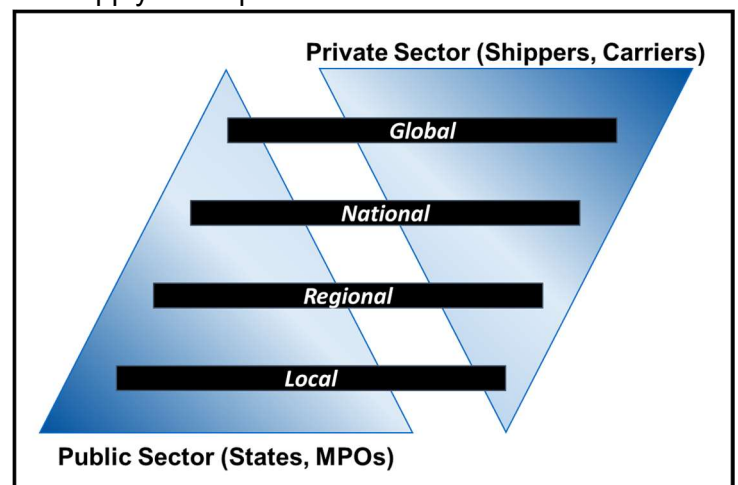 Private Sector (Shippers, Carriers)
Global
National
Regional
Local
Public Sector (States, MPOs)